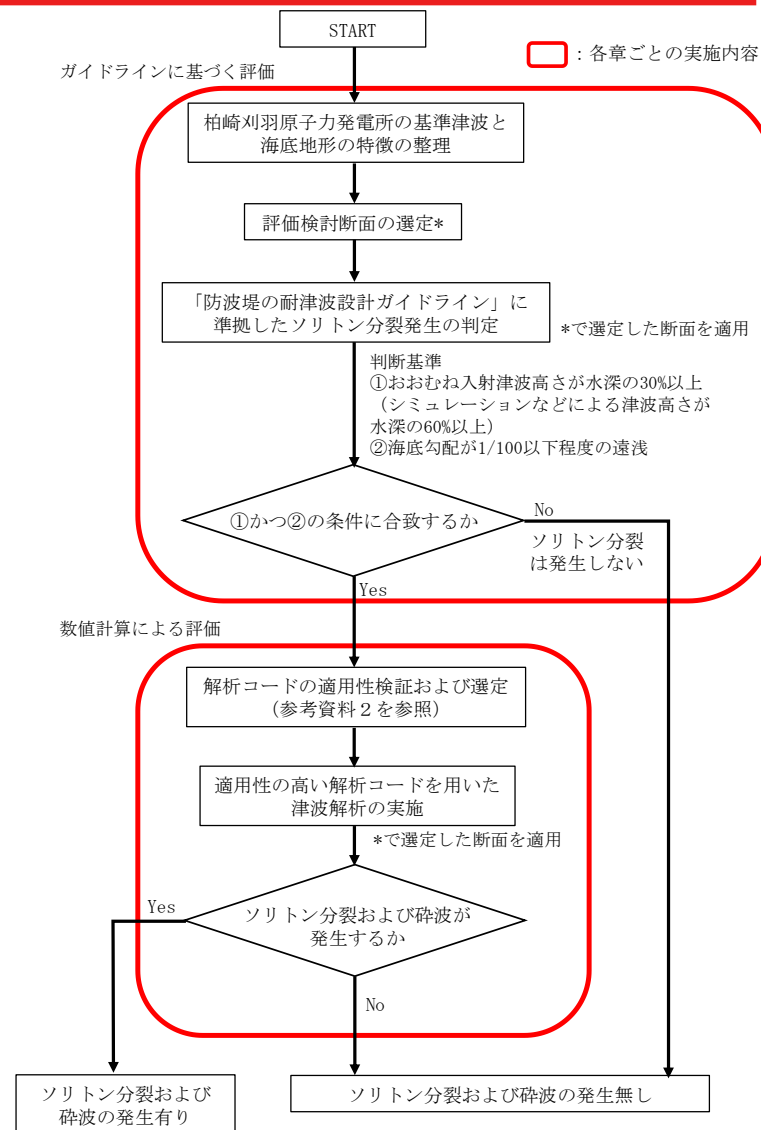 START
：各章ごとの実施内容
ガイドラインに基づく評価
柏崎刈羽原子力発電所の基準津波と
海底地形の特徴の整理
評価検討断面の選定*
「防波堤の耐津波設計ガイドライン」に
準拠したソリトン分裂発生の判定
*で選定した断面を適用
判断基準
①おおむね入射津波高さが水深の30%以上
（シミュレーションなどによる津波高さが
水深の60%以上）
②海底勾配が1/100以下程度の遠浅
①かつ②の条件に合致するか
No
ソリトン分裂
は発生しない
Yes
数値計算による評価
解析コードの適用性検証および選定
（参考資料２を参照）
適用性の高い解析コードを用いた
津波解析の実施
*で選定した断面を適用
Yes
ソリトン分裂および砕波が
発生するか
No
ソリトン分裂および
砕波の発生有り
ソリトン分裂および砕波の発生無し